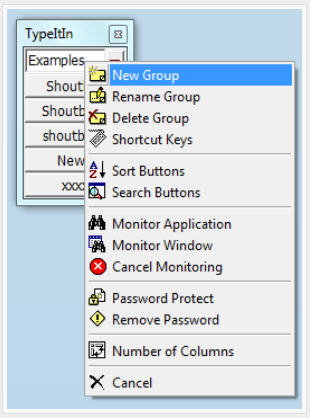 TypeItIn
Examples
Shout
Shoutb
shoutb
New
xxx
New Group
Rename Group
Delete Group
Shortcut Keys
Sort Buttons
Search Buttons
Monitor Application
Monitor Window
Cancel Monitoring
Password Protect
Remove Password
Number of Columns
Cancel